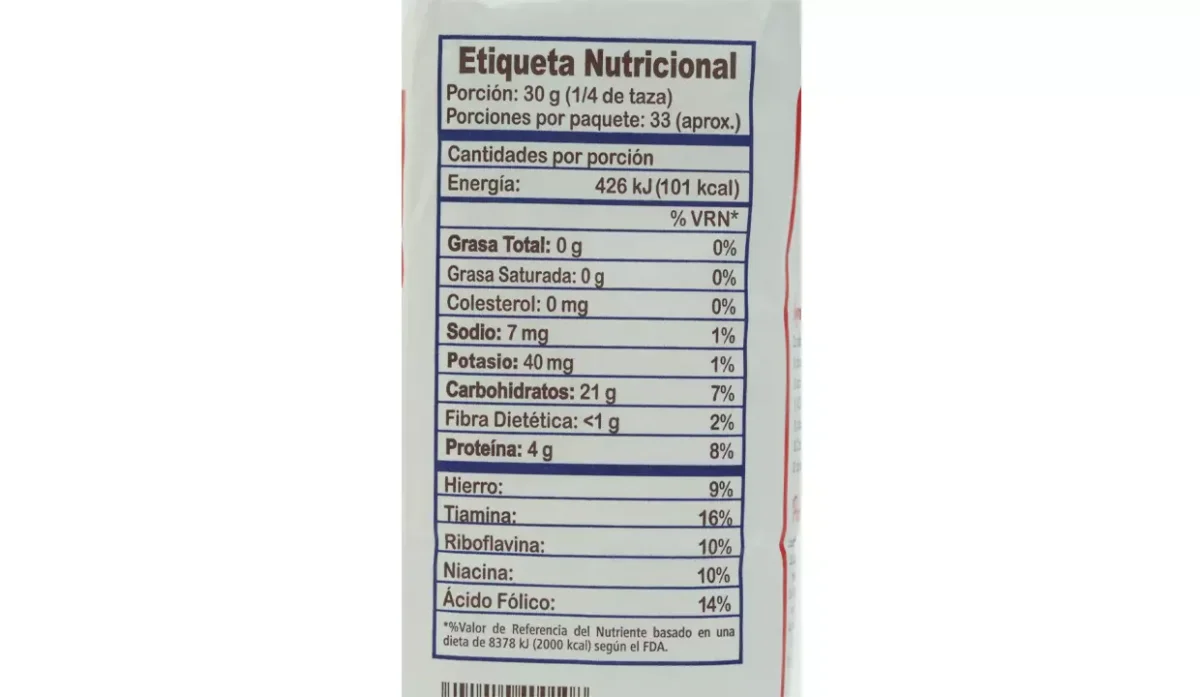 Etiqueta Nutricional
Porción: 30 g (1/4 de taza)
Porciones por paquete: 33 (aprox.)
Cantidades por porción
Energía: 426 kJ (101 kcal)
% VRN*
Grasa Total: 0 g 0%
Grasa Saturada: 0 g 0%
Colesterol: 0 mg 0%
Sodio: 7 mg 1%
Potasio: 40 mg 1%
Carbohidratos: 21 g 7%
Fibra Dietética: <1 g 2%
Proteína: 4 g 8%
Hierro: 9%
Tiamina: 16%
Riboflavina: 10%
Niacina: 10%
Ácido Fólico: 14%
*%Valor de Referencia del Nutriente basado en una
dieta de 8378 kJ (2000 kcal) según el FDA.